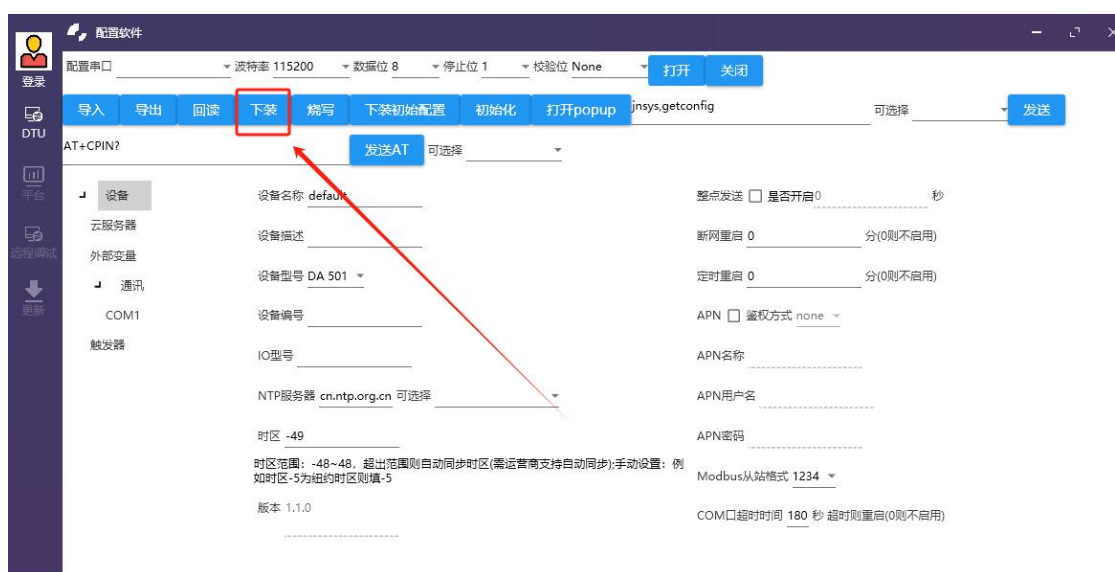 配置软件
登录
DTU
平台
远程调试
更新
配置串口 波特率 115200 数据位 8 停止位 1 校验位 None 打开 关闭
导入 导出 回读 下装 烧写 下装初始配置 初始化 打开popup jnsys,getconfig 可选择 发送
AT+CPIN? 发送AT 可选择
设备
云服务器
外部变量
通讯
COM1
触发器
设备名称 default
设备描述
设备型号 DA 501
设备编号
IO型号
NTP服务器 cn.ntp.org.cn 可选择
时区 -49
时区范围：-48~48，超出范围则自动同步时区(需运营商支持自动同步);手动设置：例
如时区-5为纽约时区则填-5
版本 1.1.0
整点发送 是否开启0 秒
断网重启 0 分(0则不启用)
定时重启 0 分(0则不启用)
APN 鉴权方式 none
APN名称
APN用户名
APN密码
Modbus从站格式 1234
COM口超时时间 180 秒 超时则重启(0则不启用)